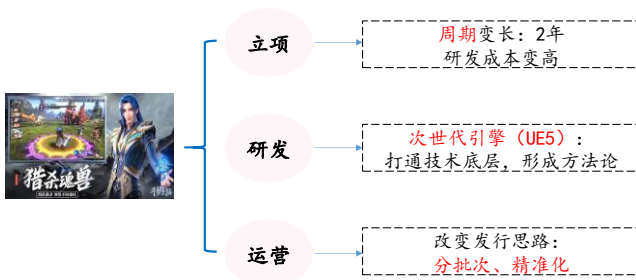 立项
周期变长：2年
研发成本变高
研发
次世代引擎（UE5）：
打通技术底层，形成方法论
运营
改变发行思路：
分批次、精准化
猎杀魂兽